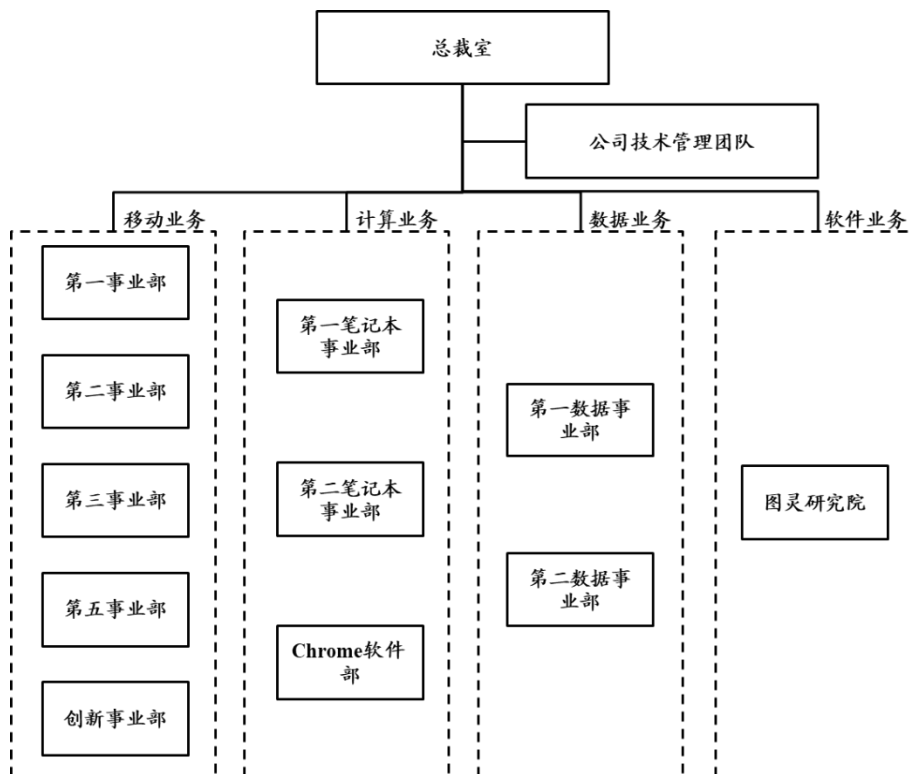 总裁室
公司技术管理团队
移动业务
计算业务
数据业务
软件业务
第一事业部
第二事业部
第三事业部
第五事业部
创新事业部
第一笔记本
事业部
第二笔记本
事业部
Chrome软件
部
第一数据事
业部
第二数据事
业部
图灵研究院